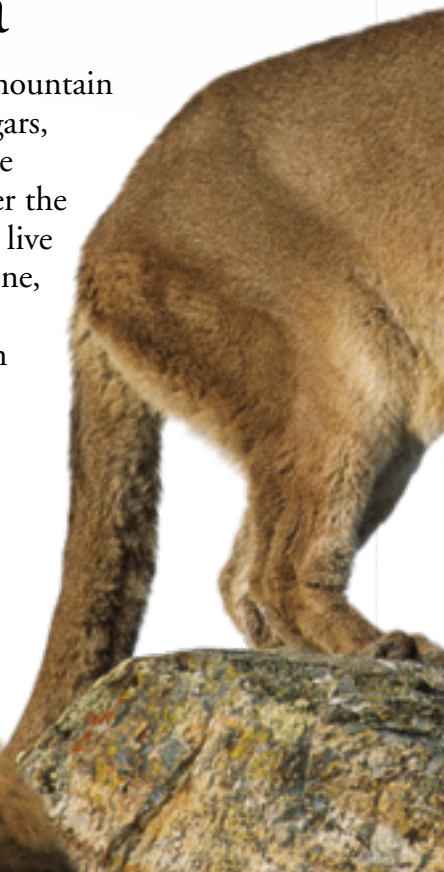 a
mountain
gars,
e
er the
live
ne,
n